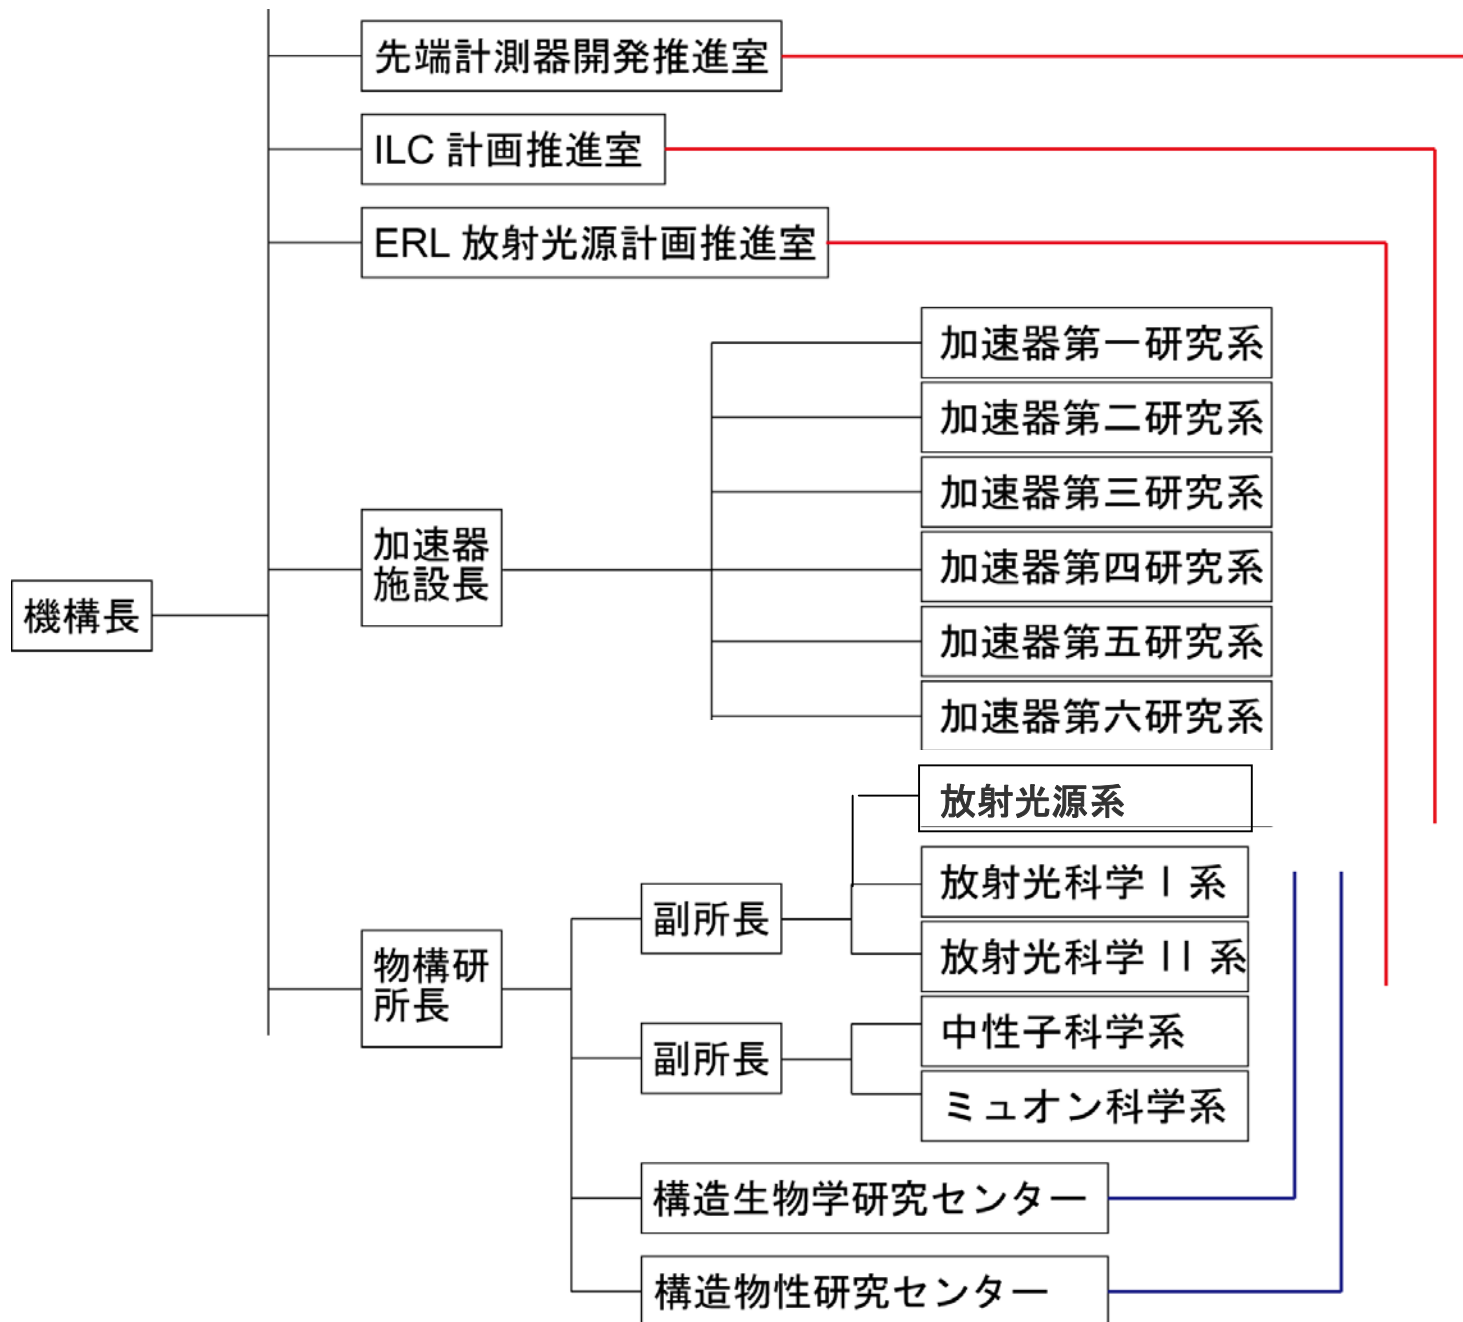 先端計測器開発推進室
ILC 計画推進室
ERL 放射光源計画推進室
加速器第一研究系
加速器第二研究系
加速器第三研究系
加速器第四研究系
加速器第五研究系
加速器第六研究系
加速器
施設長
機構長
放射光源系
放射光科学Ⅰ系
放射光科学ⅠⅠ系
副所長
物構研
所長
副所長
中性子科学系
ミュオン科学系
構造生物学研究センター
構造物性研究センター